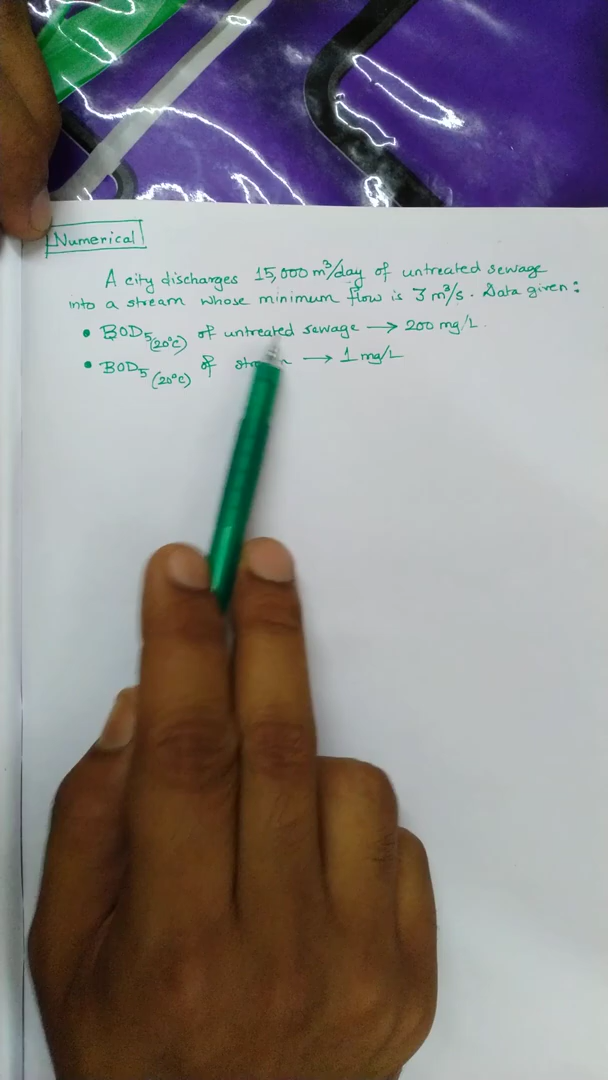 Numerical
A city discharges 15,000 m³/day of untreated sewage
into a stream whose minimum flow is 3 m³/s. Data given :
• BOD₅ (20°C) of untreated sewage → 200 mg/L.
• BOD₅ (20°C) of → 1 mg/L